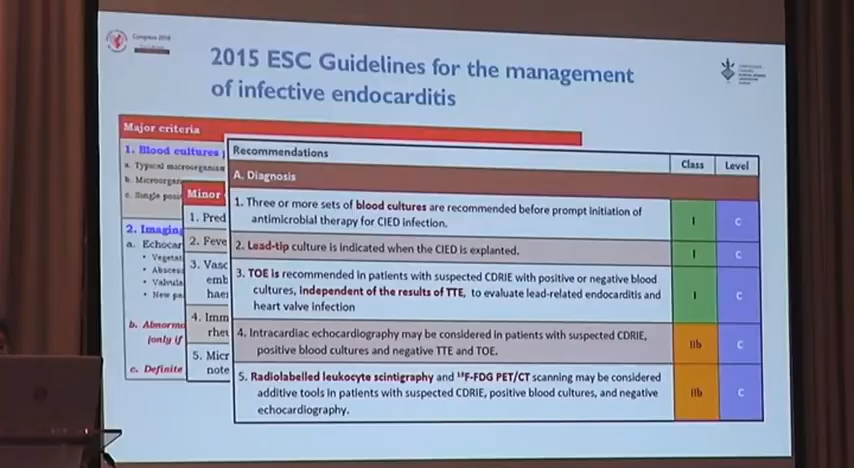 Congress 2016
2015 ESC Guidelines for the management
of infective endocarditis
Major criteria
1. Blood cultures
a. Typical microorganism
b. Microorgan
c. Single posi
2. Imaging
a. Echocar
• Vegetat
• Abscess
• Valvula
• New pa
b. Abnorm
(only if
c. Definite
Minor
1. Pred
2. Feve
3. Vasc
emb
haer
4. Imm
rheu
5. Micr
note
Recommendations
Class
Level
A. Diagnosis
1. Three or more sets of blood cultures are recommended before prompt initiation of
antimicrobial therapy for CIED infection.
I
C
2. Lead-tip culture is indicated when the CIED is explanted.
I
C
3. TOE is recommended in patients with suspected CDRIE with positive or negative blood
cultures, independent of the results of TTE, to evaluate lead-related endocarditis and
heart valve infection
I
C
4. Intracardiac echocardiography may be considered in patients with suspected CDRIE,
positive blood cultures and negative TTE and TOE.
IIb
C
5. Radiolabelled leukocyte scintigraphy and ¹⁸F-FDG PET/CT scanning may be considered
additive tools in patients with suspected CDRIE, positive blood cultures, and negative
echocardiography.
IIb
C